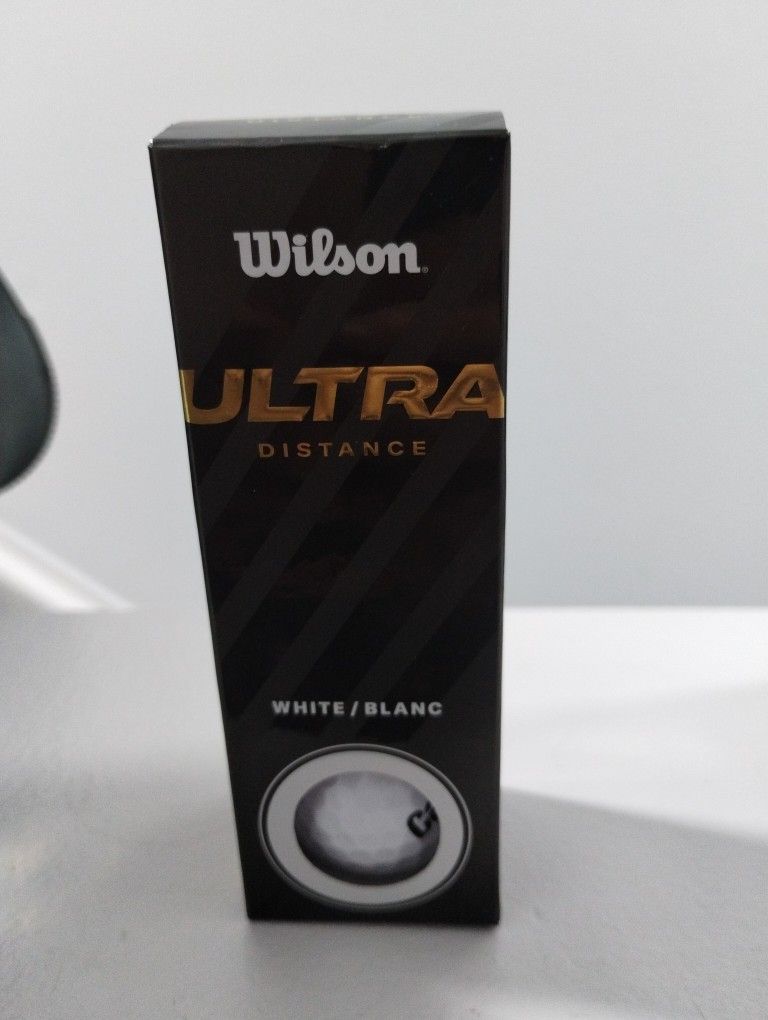 Wilson®
ULTRA
DISTANCE
WHITE / BLANC